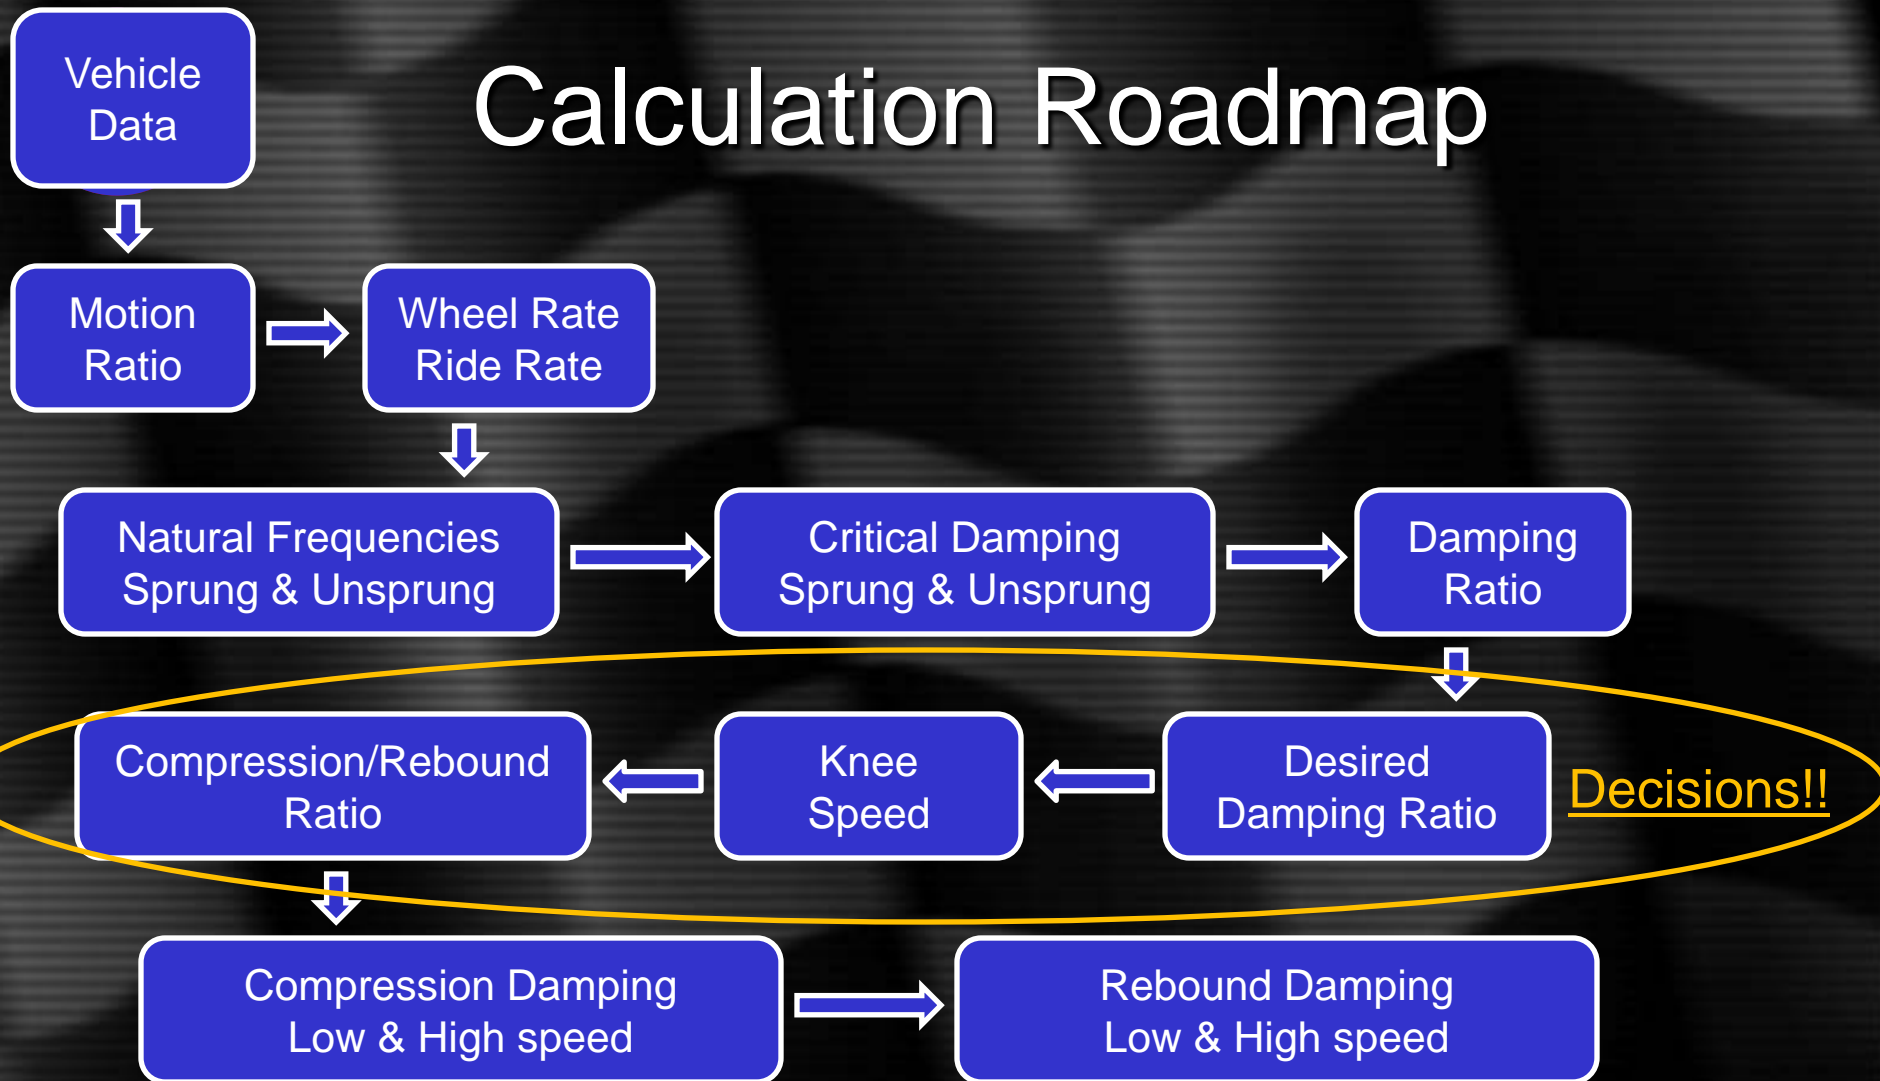 Vehicle
Data
Calculation Roadmap
Motion
Ratio
Wheel Rate
Ride Rate
Natural Frequencies
Sprung & Unsprung
Critical Damping
Sprung & Unsprung
Damping
Ratio
Compression/Rebound
Ratio
Knee
Speed
Desired
Damping Ratio
Decisions!!
Compression Damping
Low & High speed
Rebound Damping
Low & High speed